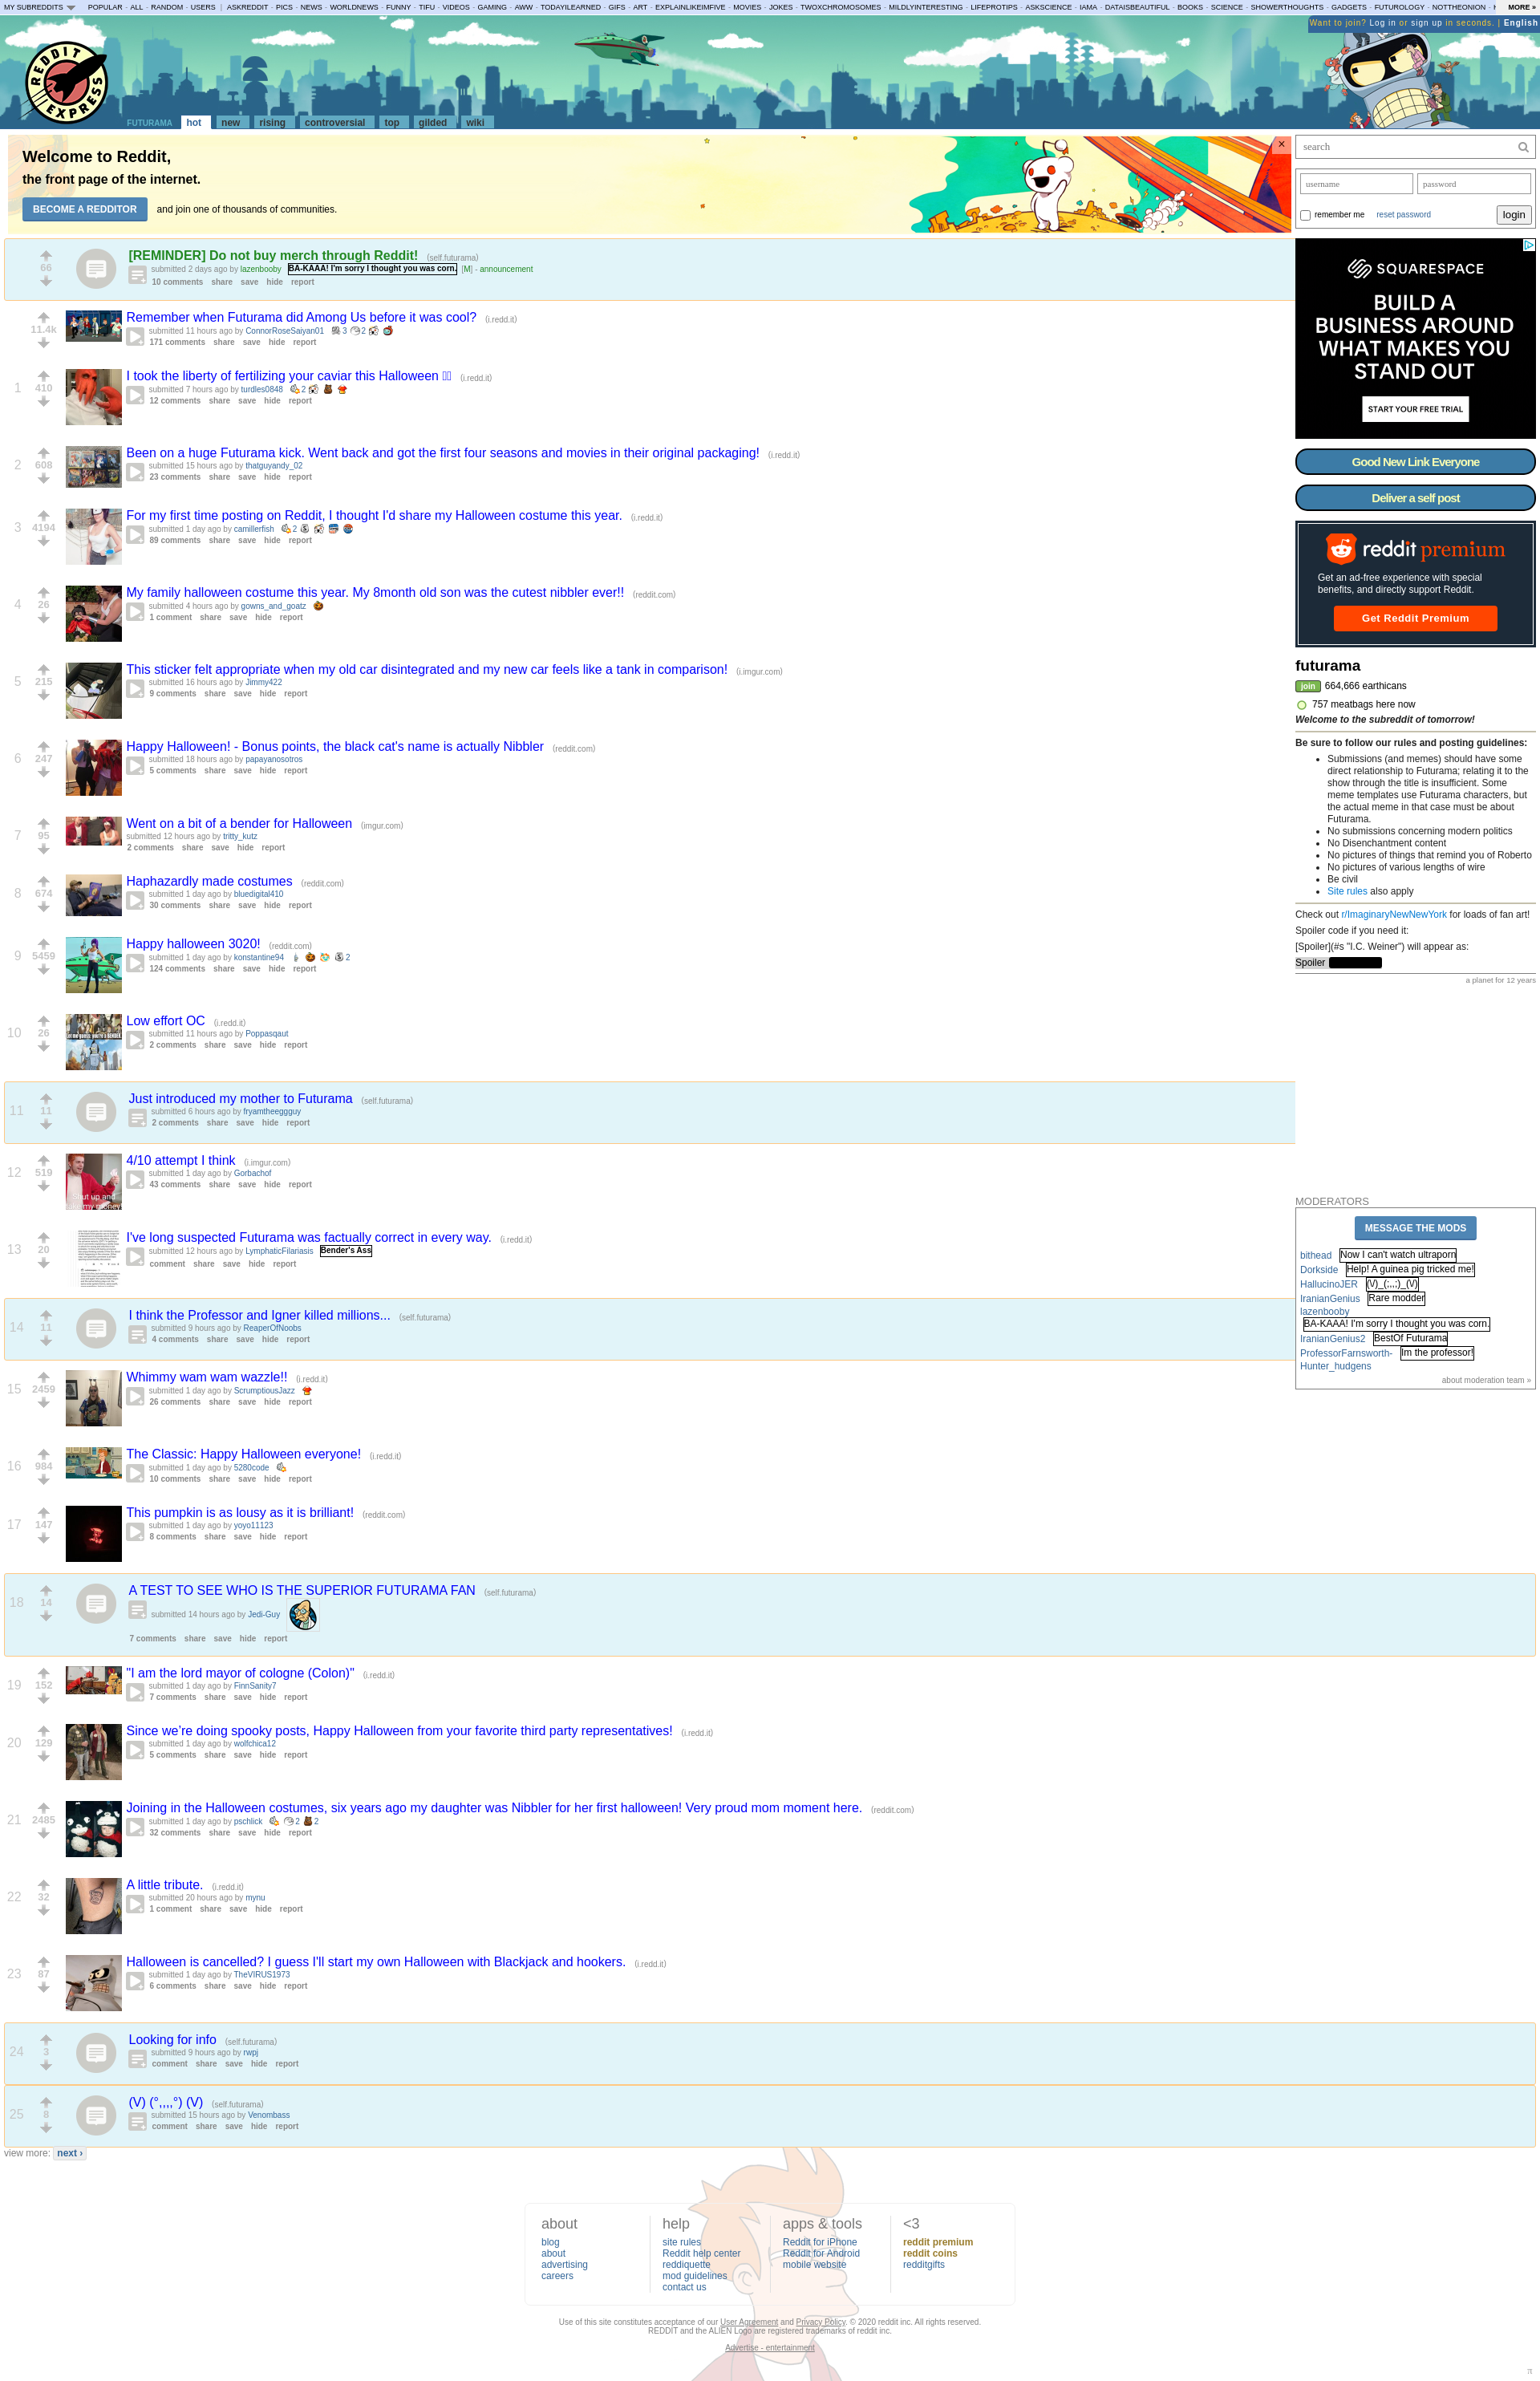 MY SUBREDDITS POPULAR - ALL - RANDOM - USERS | ASKREDDIT - PICS - NEWS - WORLDNEWS - FUNNY - TIFU - VIDEOS - GAMING - AWW - TODAYILEARNED - GIFS - ART - EXPLAINLIKEIMFIVE - MOVIES - JOKES - TWOXCHROMOSOMES - MILDLYINTERESTING - LIFEPROTIPS - ASKSCIENCE - IAMA - DATAISBEAUTIFUL - BOOKS - SCIENCE - SHOWERTHOUGHTS - GADGETS - FUTUROLOGY - NOTTHEONION - MORE »
Want to join? Log in or sign up in seconds. | English
REDDIT EXPRESS
FUTURAMA hot new rising controversial top gilded wiki
Welcome to Reddit,
the front page of the internet.
BECOME A REDDITOR and join one of thousands of communities.
×
[REMINDER] Do not buy merch through Reddit! (self.futurama)
66
submitted 2 days ago by lazenbooby BA-KAAA! I'm sorry I thought you was corn. [M] - announcement
10 comments share save hide report
Remember when Futurama did Among Us before it was cool? (i.redd.it)
11.4k
submitted 11 hours ago by ConnorRoseSaiyan01 3 2
171 comments share save hide report
I took the liberty of fertilizing your caviar this Halloween (i.redd.it)
1 410
submitted 7 hours ago by turdles0848 2
12 comments share save hide report
Been on a huge Futurama kick. Went back and got the first four seasons and movies in their original packaging! (i.redd.it)
2 608
submitted 15 hours ago by thatguyandy_02
23 comments share save hide report
For my first time posting on Reddit, I thought I'd share my Halloween costume this year. (i.redd.it)
3 4194
submitted 1 day ago by camillerfish 2
89 comments share save hide report
My family halloween costume this year. My 8month old son was the cutest nibbler ever!! (reddit.com)
4 26
submitted 4 hours ago by gowns_and_goatz
1 comment share save hide report
This sticker felt appropriate when my old car disintegrated and my new car feels like a tank in comparison! (i.imgur.com)
5 215
submitted 16 hours ago by Jimmy422
9 comments share save hide report
Happy Halloween! - Bonus points, the black cat's name is actually Nibbler (reddit.com)
6 247
submitted 18 hours ago by papayanosotros
5 comments share save hide report
Went on a bit of a bender for Halloween (imgur.com)
7 95
submitted 12 hours ago by tritty_kutz
2 comments share save hide report
Haphazardly made costumes (reddit.com)
8 674
submitted 1 day ago by bluedigital410
30 comments share save hide report
Happy halloween 3020! (reddit.com)
9 5459
submitted 1 day ago by konstantine94 2
124 comments share save hide report
Low effort OC (i.redd.it)
10 26
submitted 11 hours ago by Poppasqaut
2 comments share save hide report
Just introduced my mother to Futurama (self.futurama)
11 11
submitted 6 hours ago by fryamtheeggguy
2 comments share save hide report
4/10 attempt I think (i.imgur.com)
12 519
submitted 1 day ago by Gorbachof
43 comments share save hide report
I've long suspected Futurama was factually correct in every way. (i.redd.it)
13 20
submitted 12 hours ago by LymphaticFilariasis Bender's Ass
comment share save hide report
I think the Professor and Igner killed millions... (self.futurama)
14 11
submitted 9 hours ago by ReaperOfNoobs
4 comments share save hide report
Whimmy wam wam wazzle!! (i.redd.it)
15 2459
submitted 1 day ago by ScrumptiousJazz
26 comments share save hide report
The Classic: Happy Halloween everyone! (i.redd.it)
16 984
submitted 1 day ago by 5280code
10 comments share save hide report
This pumpkin is as lousy as it is brilliant! (reddit.com)
17 147
submitted 1 day ago by yoyo11123
8 comments share save hide report
A TEST TO SEE WHO IS THE SUPERIOR FUTURAMA FAN (self.futurama)
18 14
submitted 14 hours ago by Jedi-Guy
7 comments share save hide report
"I am the lord mayor of cologne (Colon)" (i.redd.it)
19 152
submitted 1 day ago by FinnSanity7
7 comments share save hide report
Since we're doing spooky posts, Happy Halloween from your favorite third party representatives! (i.redd.it)
20 129
submitted 1 day ago by wolfchica12
5 comments share save hide report
Joining in the Halloween costumes, six years ago my daughter was Nibbler for her first halloween! Very proud mom moment here. (reddit.com)
21 2485
submitted 1 day ago by pschlick 2 2
32 comments share save hide report
A little tribute. (i.redd.it)
22 32
submitted 20 hours ago by mynu
1 comment share save hide report
Halloween is cancelled? I guess I'll start my own Halloween with Blackjack and hookers. (i.redd.it)
23 87
submitted 1 day ago by TheVIRUS1973
6 comments share save hide report
Looking for info (self.futurama)
24 3
submitted 9 hours ago by rwpj
comment share save hide report
(V) (°,,,,°) (V) (self.futurama)
25 8
submitted 15 hours ago by Venombass
comment share save hide report
view more: next ›
search
username password
remember me reset password login
SQUARESPACE
BUILD A
BUSINESS AROUND
WHAT MAKES YOU
STAND OUT
START YOUR FREE TRIAL
Good New Link Everyone
Deliver a self post
reddit premium
Get an ad-free experience with special
benefits, and directly support Reddit.
Get Reddit Premium
futurama
join 664,666 earthicans
757 meatbags here now
Welcome to the subreddit of tomorrow!
Be sure to follow our rules and posting guidelines:
• Submissions (and memes) should have some
direct relationship to Futurama; relating it to the
show through the title is insufficient. Some
meme templates use Futurama characters, but
the actual meme in that case must be about
Futurama.
• No submissions concerning modern politics
• No Disenchantment content
• No pictures of things that remind you of Roberto
• No pictures of various lengths of wire
• Be civil
• Site rules also apply
Check out r/ImaginaryNewNewYork for loads of fan art!
Spoiler code if you need it:
[Spoiler](#s "I.C. Weiner") will appear as:
Spoiler
a planet for 12 years
MODERATORS
MESSAGE THE MODS
bithead Now I can't watch ultraporn
Dorkside Help! A guinea pig tricked me!
HallucinoJER (\/)_(;,,;)_(\/)
IranianGenius Rare modder
lazenbooby
BA-KAAA! I'm sorry I thought you was corn.
IranianGenius2 BestOf Futurama
ProfessorFarnsworth- Im the professor!
Hunter_hudgens
about moderation team »
about
blog
about
advertising
careers
help
site rules
Reddit help center
reddiquette
mod guidelines
contact us
apps & tools
Reddit for iPhone
Reddit for Android
mobile website
<3
reddit premium
reddit coins
redditgifts
Use of this site constitutes acceptance of our User Agreement and Privacy Policy. © 2020 reddit inc. All rights reserved.
REDDIT and the ALIEN Logo are registered trademarks of reddit inc.
Advertise - entertainment
π